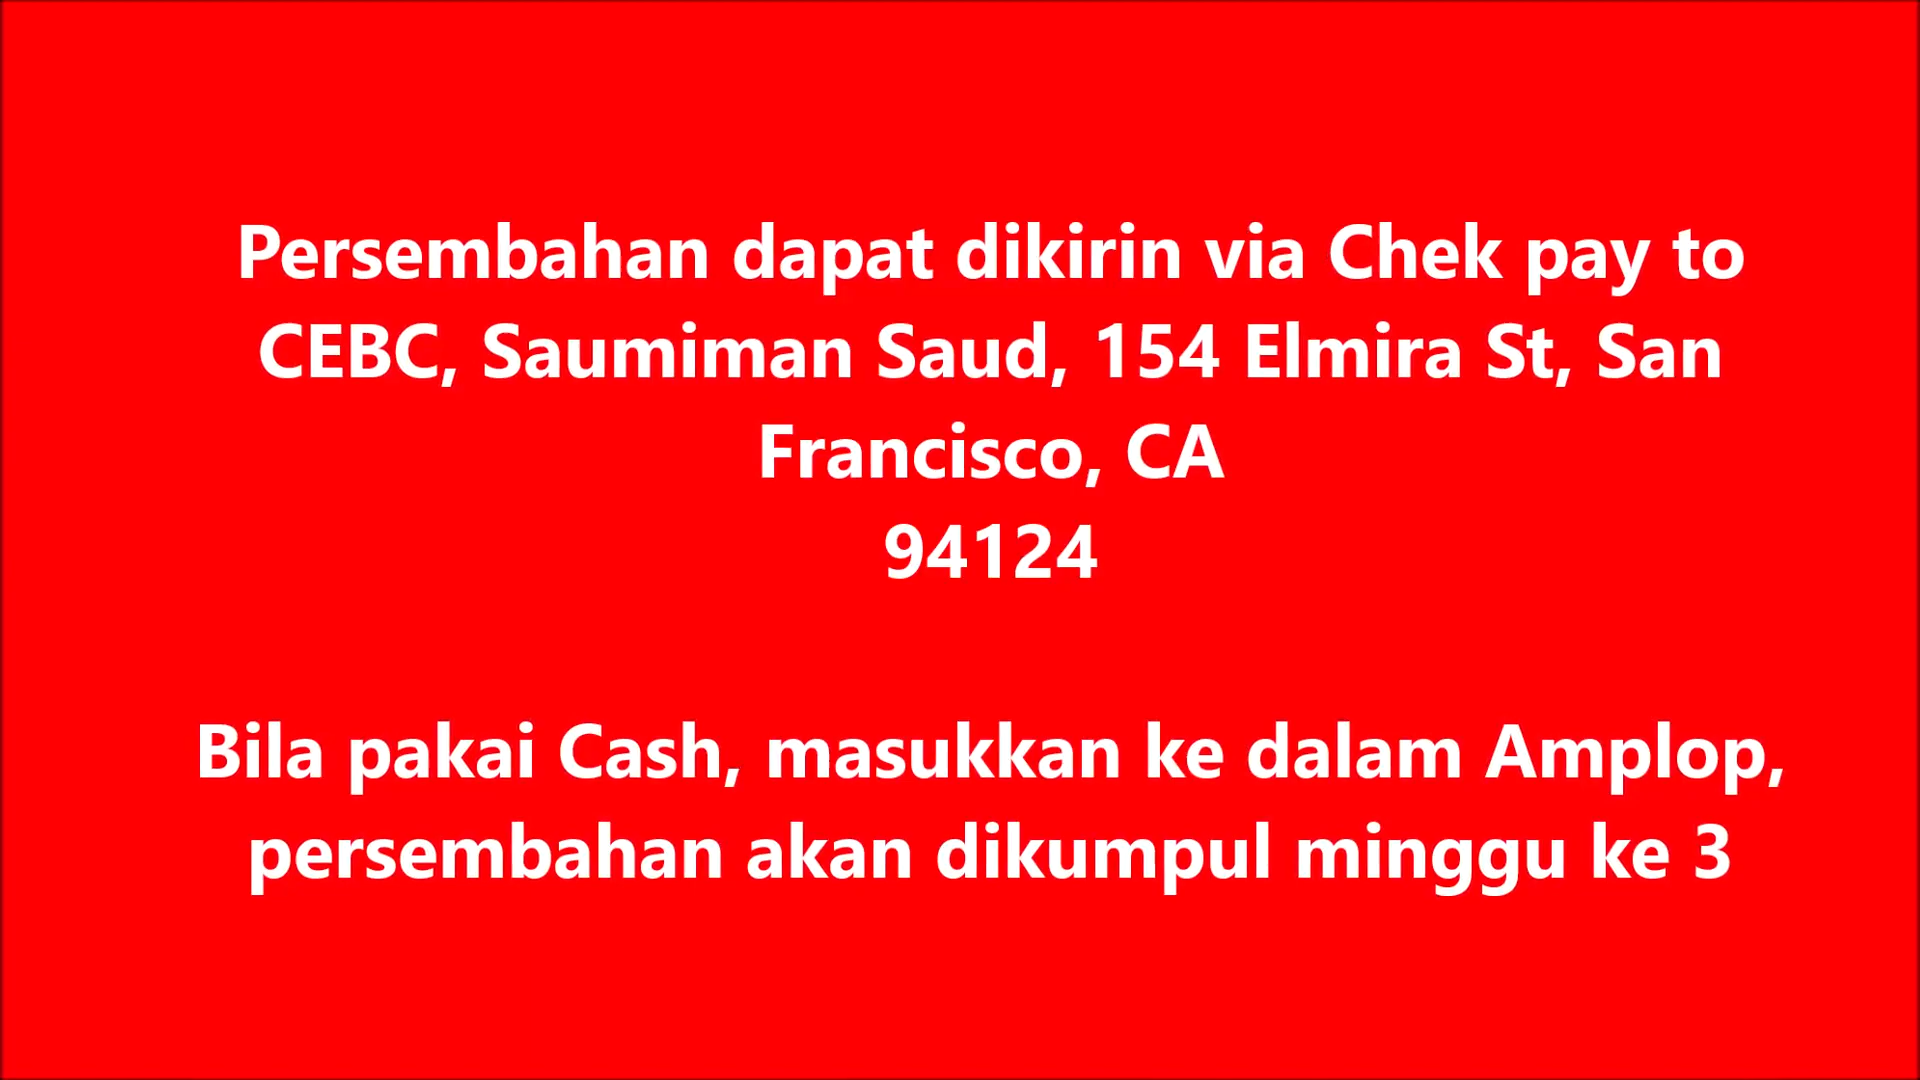 Persembahan dapat dikirin via Chek pay to
CEBC, Saumiman Saud, 154 Elmira St, San
Francisco, CA
94124
Bila pakai Cash, masukkan ke dalam Amplop,
persembahan akan dikumpul minggu ke 3